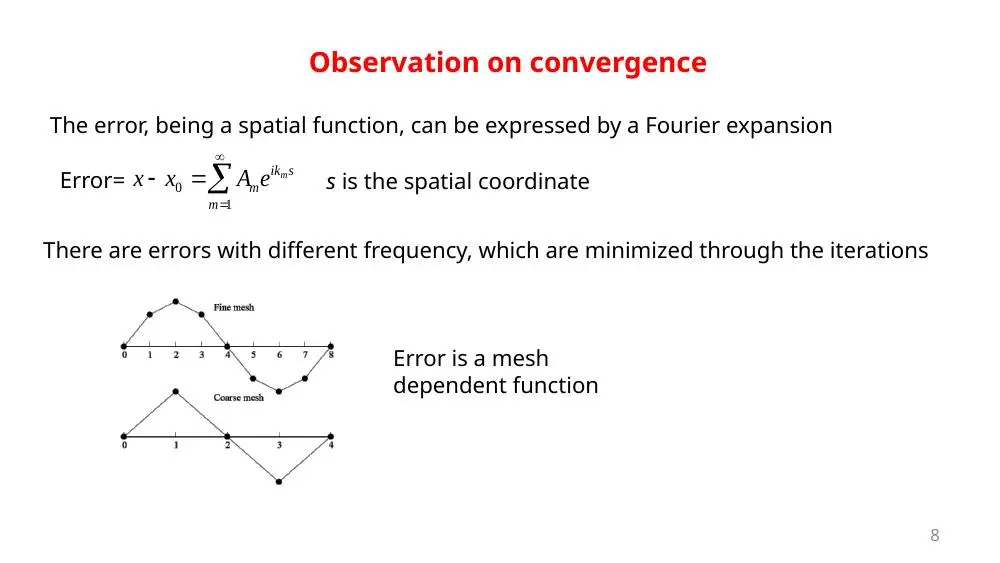 Observation on convergence
The error, being a spatial function, can be expressed by a Fourier expansion
Error= x - x₀ = ∑_{m=1}^{∞} Aₘe^{ikₘs} s is the spatial coordinate
There are errors with different frequency, which are minimized through the iterations
Fine mesh
0 1 2 3 4 5 6 7 8
Error is a mesh
dependent function
Coarse mesh
0 1 2 3 4
8